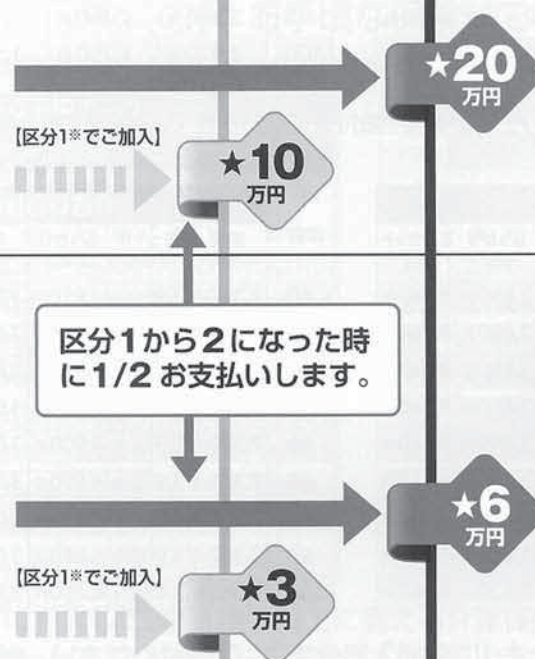 ★20
万円
【区分1※でご加入】
★10
万円
区分1から2になった時
に1/2 お支払いします。
★6
万円
【区分1※でご加入】
★3
万円